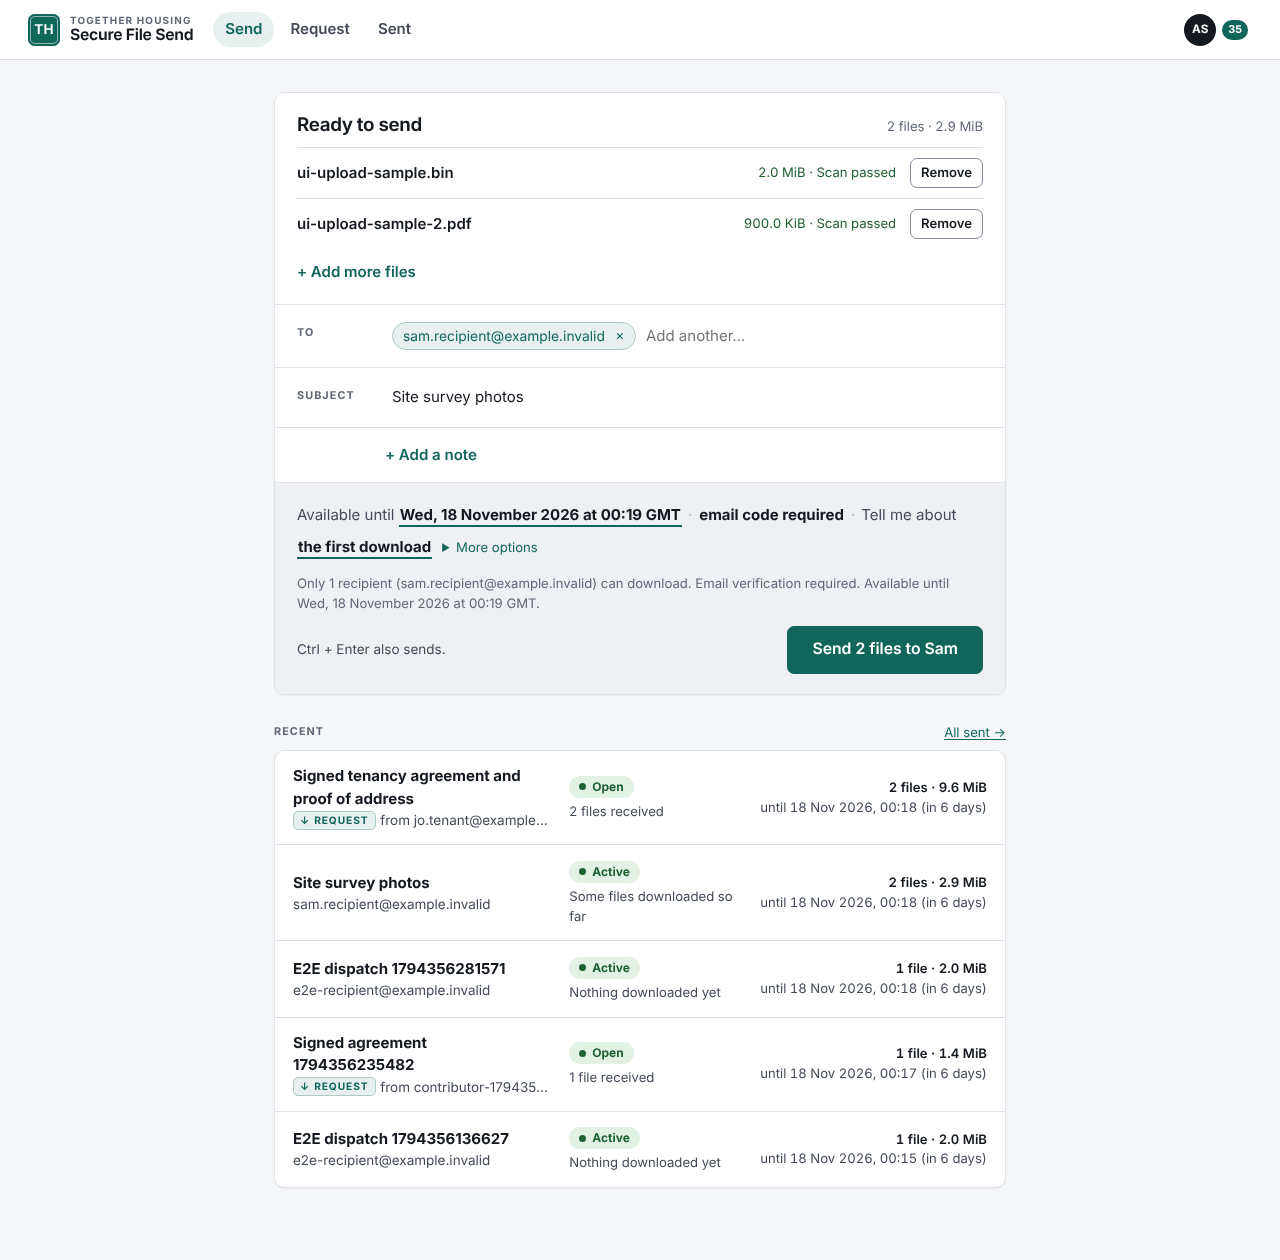 TH
TOGETHER HOUSING
Secure File Send
Send
Request
Sent
AS
35
Ready to send
2 files · 2.9 MiB
ui-upload-sample.bin
2.0 MiB · Scan passed
Remove
ui-upload-sample-2.pdf
900.0 KiB · Scan passed
Remove
+ Add more files
TO
sam.recipient@example.invalid ×
Add another...
SUBJECT
Site survey photos
+ Add a note
Available until Wed, 18 November 2026 at 00:19 GMT · email code required · Tell me about
the first download ▶ More options
Only 1 recipient (sam.recipient@example.invalid) can download. Email verification required. Available until
Wed, 18 November 2026 at 00:19 GMT.
Ctrl + Enter also sends.
Send 2 files to Sam
RECENT
All sent →
Signed tenancy agreement and
proof of address
↓ REQUEST from jo.tenant@example...
Open
2 files received
2 files · 9.6 MiB
until 18 Nov 2026, 00:18 (in 6 days)
Site survey photos
sam.recipient@example.invalid
Active
Some files downloaded so
far
2 files · 2.9 MiB
until 18 Nov 2026, 00:18 (in 6 days)
E2E dispatch 1794356281571
e2e-recipient@example.invalid
Active
Nothing downloaded yet
1 file · 2.0 MiB
until 18 Nov 2026, 00:18 (in 6 days)
Signed agreement
1794356235482
↓ REQUEST from contributor-179435...
Open
1 file received
1 file · 1.4 MiB
until 18 Nov 2026, 00:17 (in 6 days)
E2E dispatch 1794356136627
e2e-recipient@example.invalid
Active
Nothing downloaded yet
1 file · 2.0 MiB
until 18 Nov 2026, 00:15 (in 6 days)